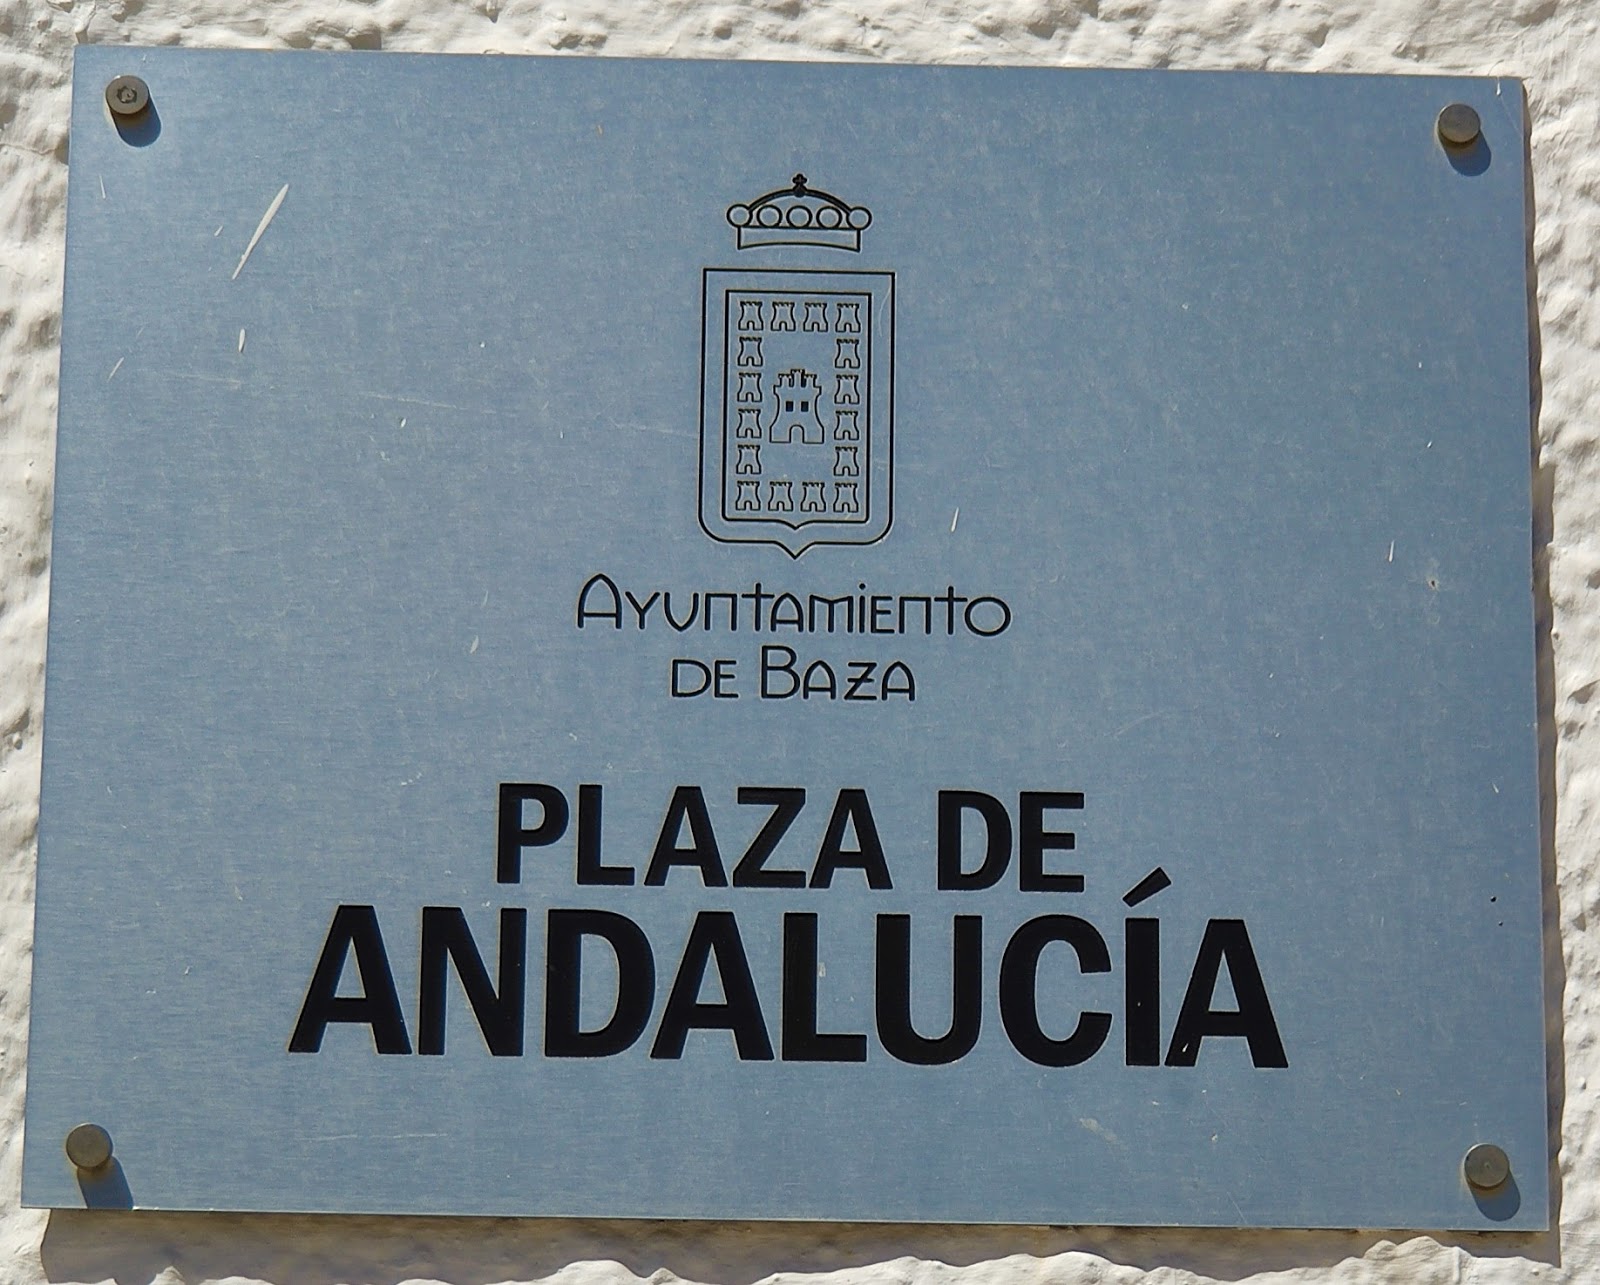 Ayuntamiento
de Baza
PLAZA DE
ANDALUCÍA